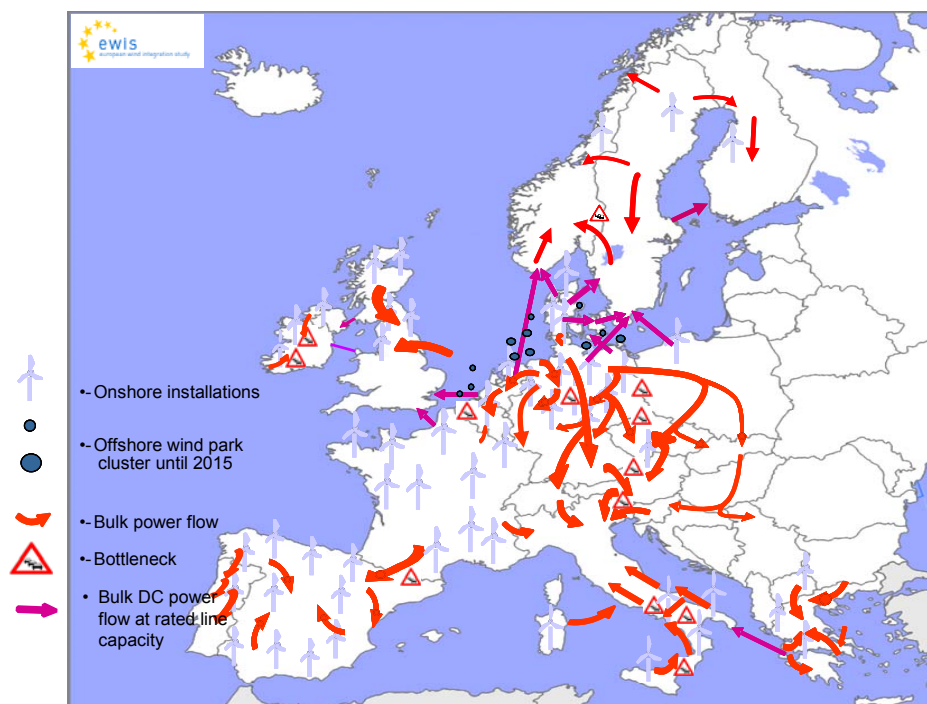 ewis
european wind integration study
•-Onshore installations
•-Offshore wind park
cluster until 2015
•-Bulk power flow
•-Bottleneck
• Bulk DC power
flow at rated line
capacity